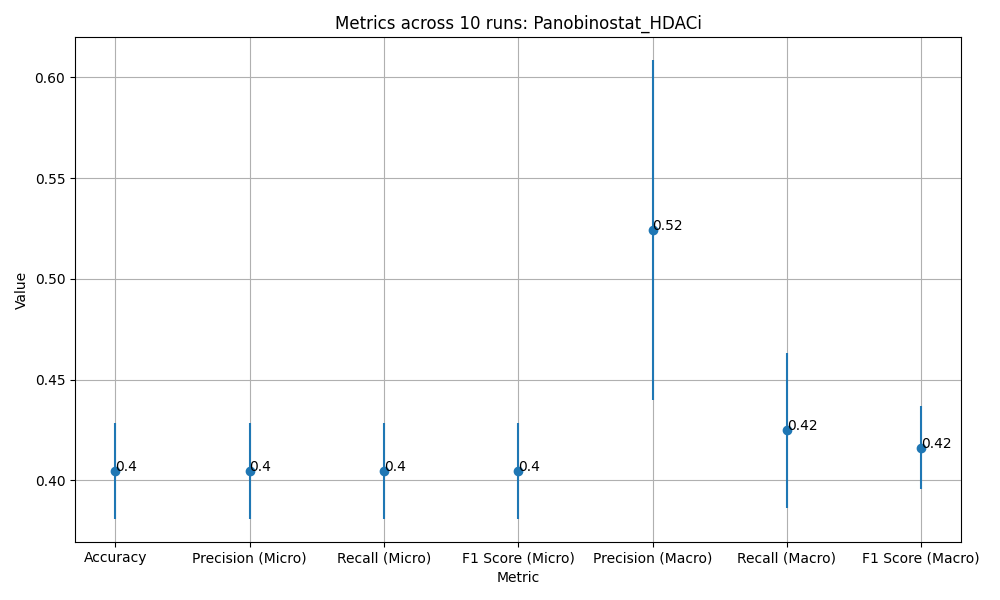 Metrics across 10 runs: Panobinostat_HDACi
Value
0.60
0.55
0.50
0.45
0.40
0.4
0.4
0.4
0.4
0.52
0.42
0.42
Accuracy
Precision (Micro)
Recall (Micro)
F1 Score (Micro)
Precision (Macro)
Recall (Macro)
F1 Score (Macro)
Metric